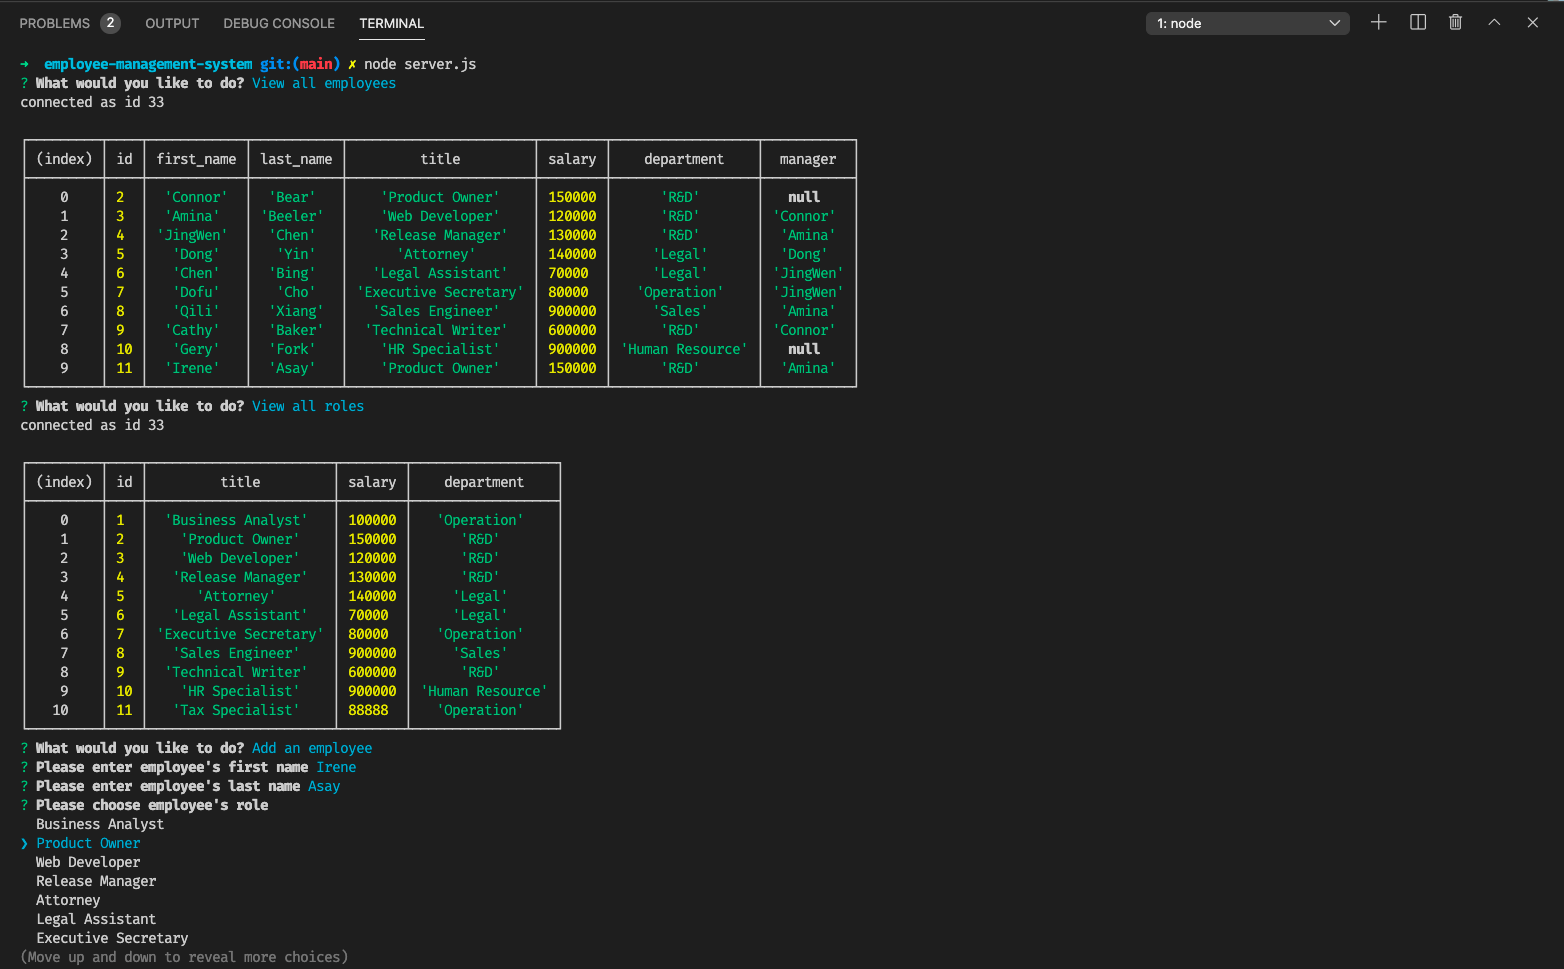 PROBLEMS 2 OUTPUT DEBUG CONSOLE TERMINAL 1: node
→ employee-management-system git:(main) ✗ node server.js
? What would you like to do? View all employees
connected as id 33
(index) id first_name last_name title salary department manager
0 2 'Connor' 'Bear' 'Product Owner' 150000 'R&D' null
1 3 'Amina' 'Beeler' 'Web Developer' 120000 'R&D' 'Connor'
2 4 'JingWen' 'Chen' 'Release Manager' 130000 'R&D' 'Amina'
3 5 'Dong' 'Yin' 'Attorney' 140000 'Legal' 'Dong'
4 6 'Chen' 'Bing' 'Legal Assistant' 70000 'Legal' 'JingWen'
5 7 'Dofu' 'Cho' 'Executive Secretary' 80000 'Operation' 'JingWen'
6 8 'Qili' 'Xiang' 'Sales Engineer' 900000 'Sales' 'Amina'
7 9 'Cathy' 'Baker' 'Technical Writer' 600000 'R&D' 'Connor'
8 10 'Gery' 'Fork' 'HR Specialist' 900000 'Human Resource' null
9 11 'Irene' 'Asay' 'Product Owner' 150000 'R&D' 'Amina'
? What would you like to do? View all roles
connected as id 33
(index) id title salary department
0 1 'Business Analyst' 100000 'Operation'
1 2 'Product Owner' 150000 'R&D'
2 3 'Web Developer' 120000 'R&D'
3 4 'Release Manager' 130000 'R&D'
4 5 'Attorney' 140000 'Legal'
5 6 'Legal Assistant' 70000 'Legal'
6 7 'Executive Secretary' 80000 'Operation'
7 8 'Sales Engineer' 900000 'Sales'
8 9 'Technical Writer' 600000 'R&D'
9 10 'HR Specialist' 900000 'Human Resource'
10 11 'Tax Specialist' 88888 'Operation'
? What would you like to do? Add an employee
? Please enter employee's first name Irene
? Please enter employee's last name Asay
? Please choose employee's role
Business Analyst
❯ Product Owner
Web Developer
Release Manager
Attorney
Legal Assistant
Executive Secretary
(Move up and down to reveal more choices)